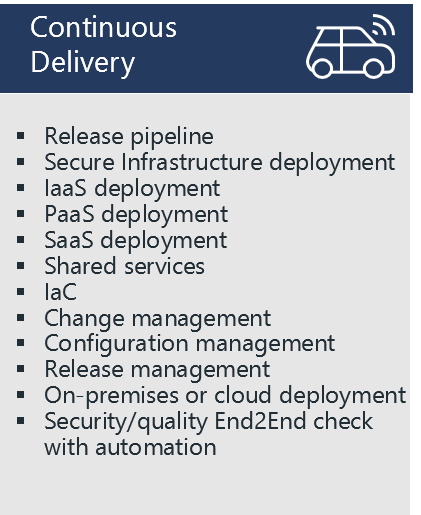 Continuous
Delivery
▪ Release pipeline
▪ Secure Infrastructure deployment
▪ IaaS deployment
▪ PaaS deployment
▪ SaaS deployment
▪ Shared services
▪ IaC
▪ Change management
▪ Configuration management
▪ Release management
▪ On-premises or cloud deployment
▪ Security/quality End2End check
with automation